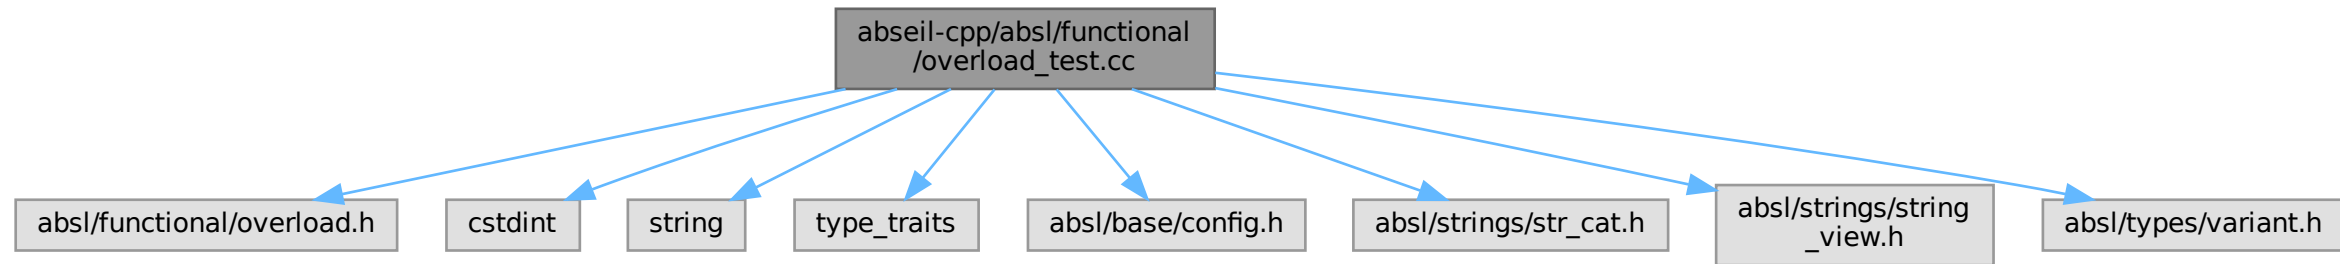 abseil-cpp/absl/functional
/overload_test.cc
absl/functional/overload.h
cstdint
string
type_traits
absl/base/config.h
absl/strings/str_cat.h
absl/strings/string
_view.h
absl/types/variant.h